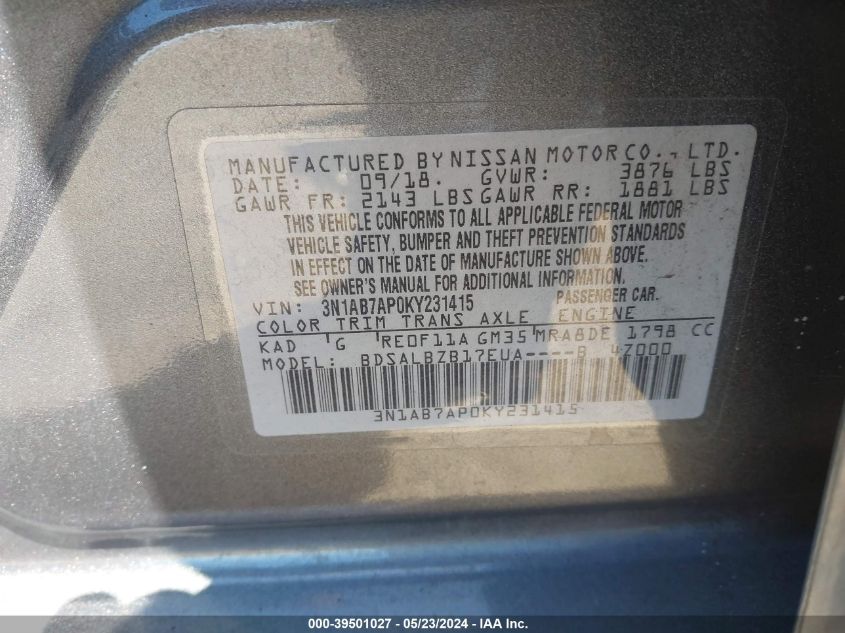 MANUFACTURED BY NISSAN MOTOR CO., LTD.
DATE: 09/18. GVWR: 3876 LBS
GAWR FR: 2143 LBS GAWR RR: 1881 LBS
THIS VEHICLE CONFORMS TO ALL APPLICABLE FEDERAL MOTOR
VEHICLE SAFETY, BUMPER AND THEFT PREVENTION STANDARDS
IN EFFECT ON THE DATE OF MANUFACTURE SHOWN ABOVE.
SEE OWNER'S MANUAL FOR ADDITIONAL INFORMATION.
VIN: 3N1AB7AP0KY231415 PASSENGER CAR.
COLOR TRIM TRANS AXLE ENGINE
KAD G RE0F11A GM35 MRA8DE 1798 CC
MODEL: BDSALBZB17EUA----B 4Z000
3N1AB7AP0KY231415
000-39501027 - 05/23/2024 - IAAI.com